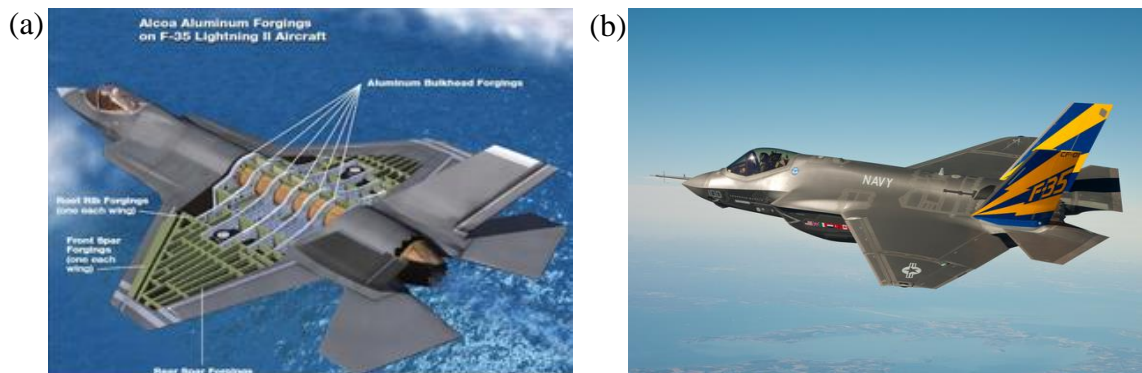 (a)
Alcoa Aluminum Forgings
on F-35 Lightning II Aircraft
Aluminum Bulkhead Forgings
Root Rib Forgings
(one each wing)
Front Spar
Forgings
(one each
wing)
Rear Spar Forgings
(b)
NAVY
F-35